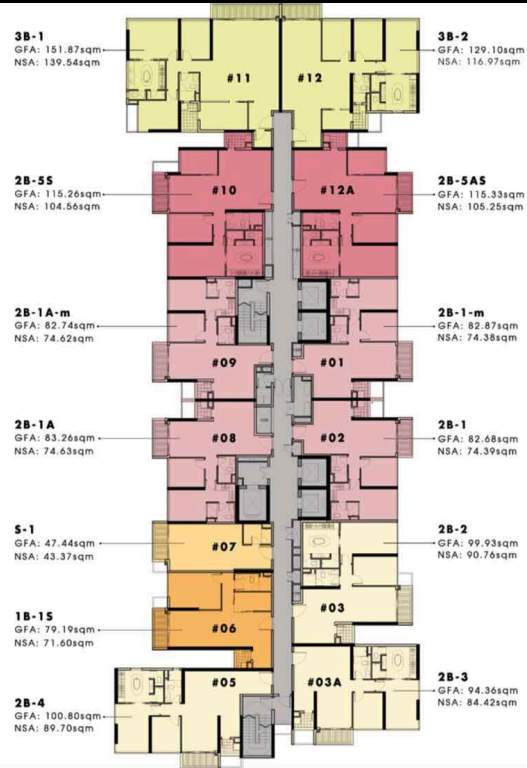 3B-1
GFA: 151.87sqm
NSA: 139.54sqm
3B-2
GFA: 129.10sqm
NSA: 116.97sqm
#11
#12
2B-5S
GFA: 115.26sqm
NSA: 104.56sqm
#10
#12A
2B-5AS
GFA: 115.33sqm
NSA: 105.25sqm
2B-1A-m
GFA: 82.74sqm
NSA: 74.62sqm
2B-1-m
GFA: 82.87sqm
NSA: 74.38sqm
#09
#01
2B-1A
GFA: 83.26sqm
NSA: 74.63sqm
#08
#02
2B-1
GFA: 82.68sqm
NSA: 74.39sqm
S-1
GFA: 47.44sqm
NSA: 43.37sqm
#07
2B-2
GFA: 99.93sqm
NSA: 90.76sqm
1B-1S
GFA: 79.19sqm
NSA: 71.60sqm
#06
#03
#05
#03A
2B-4
GFA: 100.80sqm
NSA: 89.70sqm
2B-3
GFA: 94.36sqm
NSA: 84.42sqm